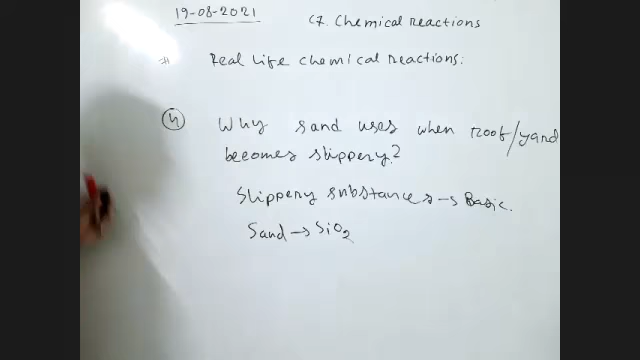 19-08-2021
C7. Chemical reactions
# Real life chemical reactions:
④ Why sand uses when roof/yard
becomes slippery?
Slippery substances → Basic.
Sand → SiO₂